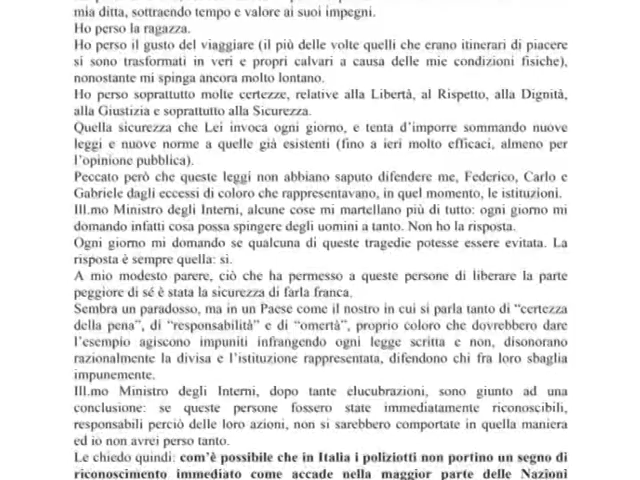 mia ditta, sottraendo tempo e valore ai suoi impegni.
Ho perso la ragazza.
Ho perso il gusto del viaggiare (il più delle volte quelli che erano itinerari di piacere
si sono trasformati in veri e propri calvari a causa delle mie condizioni fisiche),
nonostante mi spinga ancora molto lontano.
Ho perso soprattutto molte certezze, relative alla Libertà, al Rispetto, alla Dignità,
alla Giustizia e soprattutto alla Sicurezza.
Quella sicurezza che Lei invoca ogni giorno, e tenta d’imporre sommando nuove
leggi e nuove norme a quelle già esistenti (fino a ieri molto efficaci, almeno per
l’opinione pubblica).
Peccato però che queste leggi non abbiano saputo difendere me, Federico, Carlo e
Gabriele dagli eccessi di coloro che rappresentavano, in quel momento, le istituzioni.
Ill.mo Ministro degli Interni, alcune cose mi martellano più di tutto: ogni giorno mi
domando infatti cosa possa spingere degli uomini a tanto. Non ho la risposta.
Ogni giorno mi domando se qualcuna di queste tragedie potesse essere evitata. La
risposta è sempre quella: si.
A mio modesto parere, ciò che ha permesso a queste persone di liberare la parte
peggiore di sé è stata la sicurezza di farla franca.
Sembra un paradosso, ma in un Paese come il nostro in cui si parla tanto di “certezza
della pena”, di “responsabilità” e di “omertà”, proprio coloro che dovrebbero dare
l’esempio agiscono impuniti infrangendo ogni legge scritta e non, disonorano
razionalmente la divisa e l’istituzione rappresentata, difendono chi fra loro sbaglia
impunemente.
Ill.mo Ministro degli Interni, dopo tante elucubrazioni, sono giunto ad una
conclusione: se queste persone fossero state immediatamente riconoscibili,
responsabili perciò delle loro azioni, non si sarebbero comportate in quella maniera
ed io non avrei perso tanto.
Le chiedo quindi: com’è possibile che in Italia i poliziotti non portino un segno di
riconoscimento immediato come accade nella maggior parte delle Nazioni